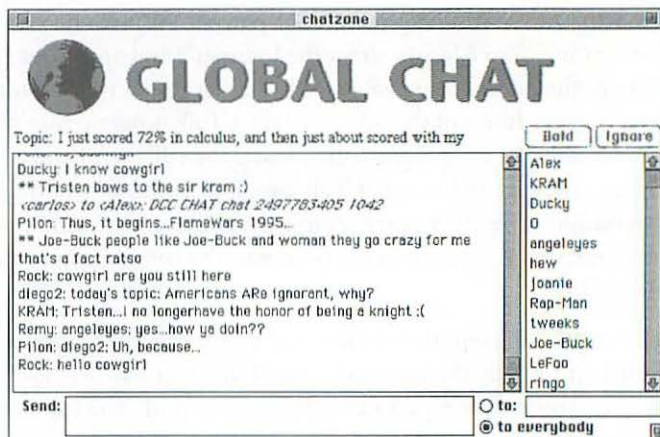 chatzone
GLOBAL CHAT
Topic: I just scored 72% in calculus, and then just about scored with my
Bold
Ignore
Ducky: I know cowgirl
** Tristen bows to the sir kram :)
<carlos> to <Alex>: DCC CHAT chat 2497783405 1042
Pilon: Thus, it begins...FlameWars 1995...
** Joe-Buck people like Joe-Buck and woman they go crazy for me
that's a fact ratso
Rock: cowgirl are you still here
diego2: today's topic: Americans ARe ignorant, why?
KRAM: Tristen...i no longerhave the honor of being a knight :(
Remy: angeleyes: yes...how ya doin??
Pilon: diego2: Uh, because...
Rock: hello cowgirl
Alex
KRAM
Ducky
O
angeleyes
hew
Joanie
Rap-Man
tweeks
Joe-Buck
LeFoo
ringo
Send:
to:
to everybody